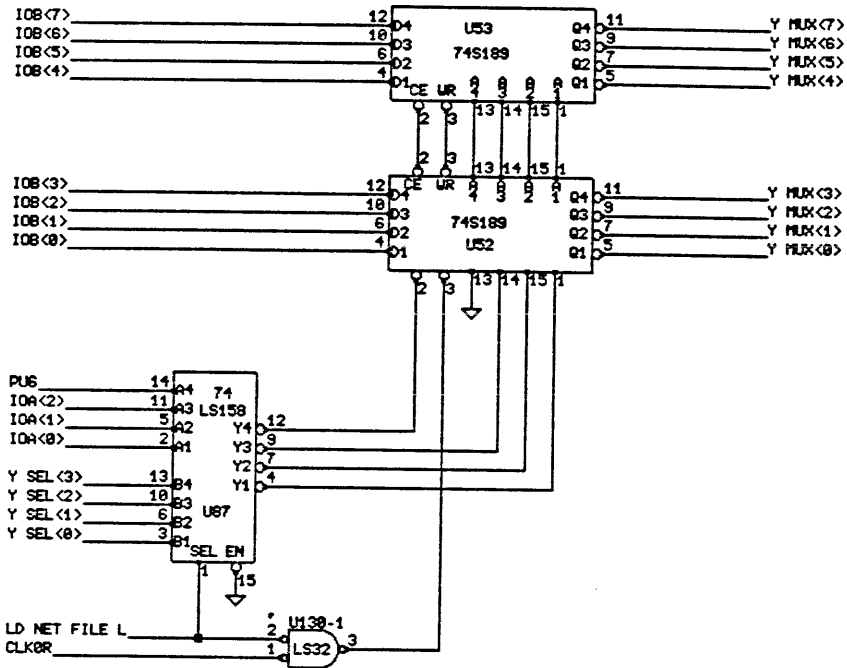 IOB<7> 12 D4 U53 Q4 11 Y MUX<7>
IOB<6> 10 D3 74S189 Q3 9 Y MUX<6>
IOB<5> 6 D2 Q2 7 Y MUX<5>
IOB<4> 4 D1 Q1 5 Y MUX<4>
CE WR A4 A3 A2 A1
2 3 13 14 15 1
2 3 13 14 15 1
CE WR A4 A3 A2 A1
IOB<3> 12 D4 Q4 11 Y MUX<3>
IOB<2> 10 D3 74S189 Q3 9 Y MUX<2>
IOB<1> 6 D2 U52 Q2 7 Y MUX<1>
IOB<0> 4 D1 Q1 5 Y MUX<0>
2 3 13 14 15 1
PU6 14 A4 74
IOA<2> 11 A3 LS158
IOA<1> 5 A2 Y4 12
IOA<0> 2 A1 Y3 9
Y2 7
Y SEL<3> 13 B4 Y1 4
Y SEL<2> 10 B3 U87
Y SEL<1> 6 B2
Y SEL<0> 3 B1
SEL EN
1 15
LD NET FILE L 2 * U130-1
CLK0R 1 LS32 3